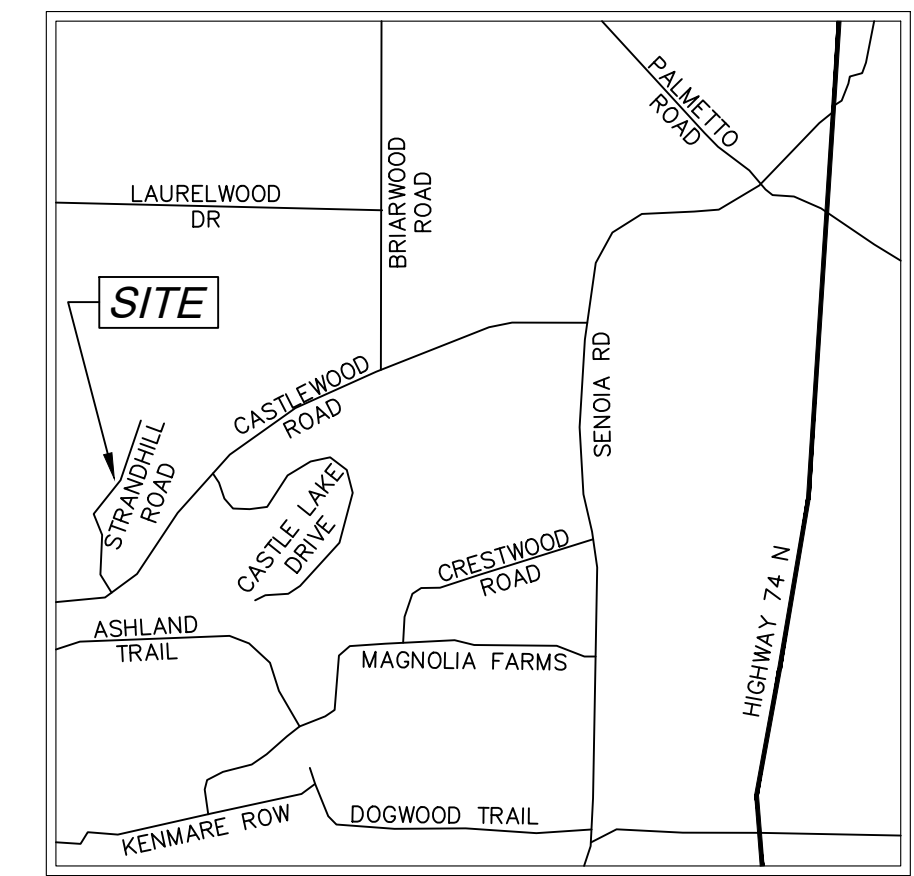 PALMETTO
ROAD
LAURELWOOD
DR
BRIARWOOD
ROAD
SITE
CASTLEWOOD
ROAD
SENOIA RD
STRANDHILL
ROAD
CASTLE LAKE
DRIVE
CRESTWOOD
ROAD
HIGHWAY 74 N
ASHLAND
TRAIL
MAGNOLIA FARMS
KENMARE ROW
DOGWOOD TRAIL